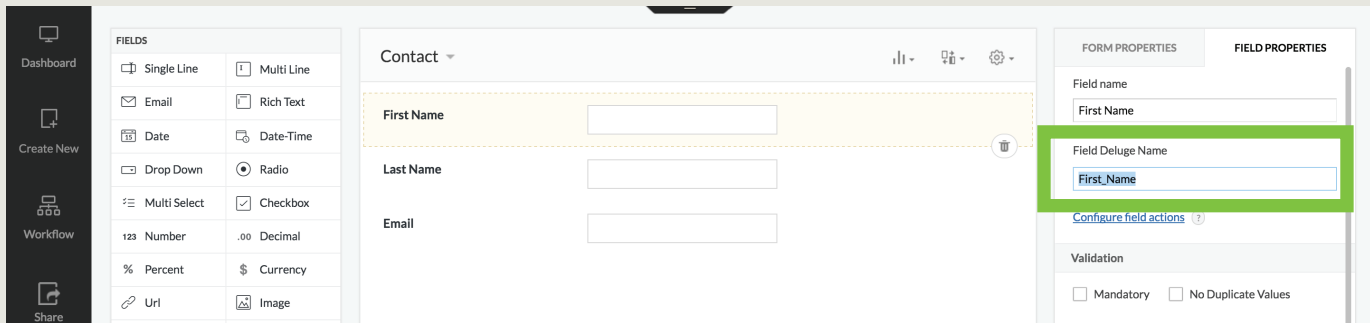 Dashboard
Create New
Workflow
Share
FIELDS
Single Line
Multi Line
Email
Rich Text
15 Date
Date-Time
Drop Down
Radio
Multi Select
Checkbox
123 Number
.00 Decimal
% Percent
$ Currency
Url
Image
Contact
First Name
Last Name
Email
FORM PROPERTIES
FIELD PROPERTIES
Field name
First Name
Field Deluge Name
First_Name
Configure field actions ?
Validation
Mandatory
No Duplicate Values